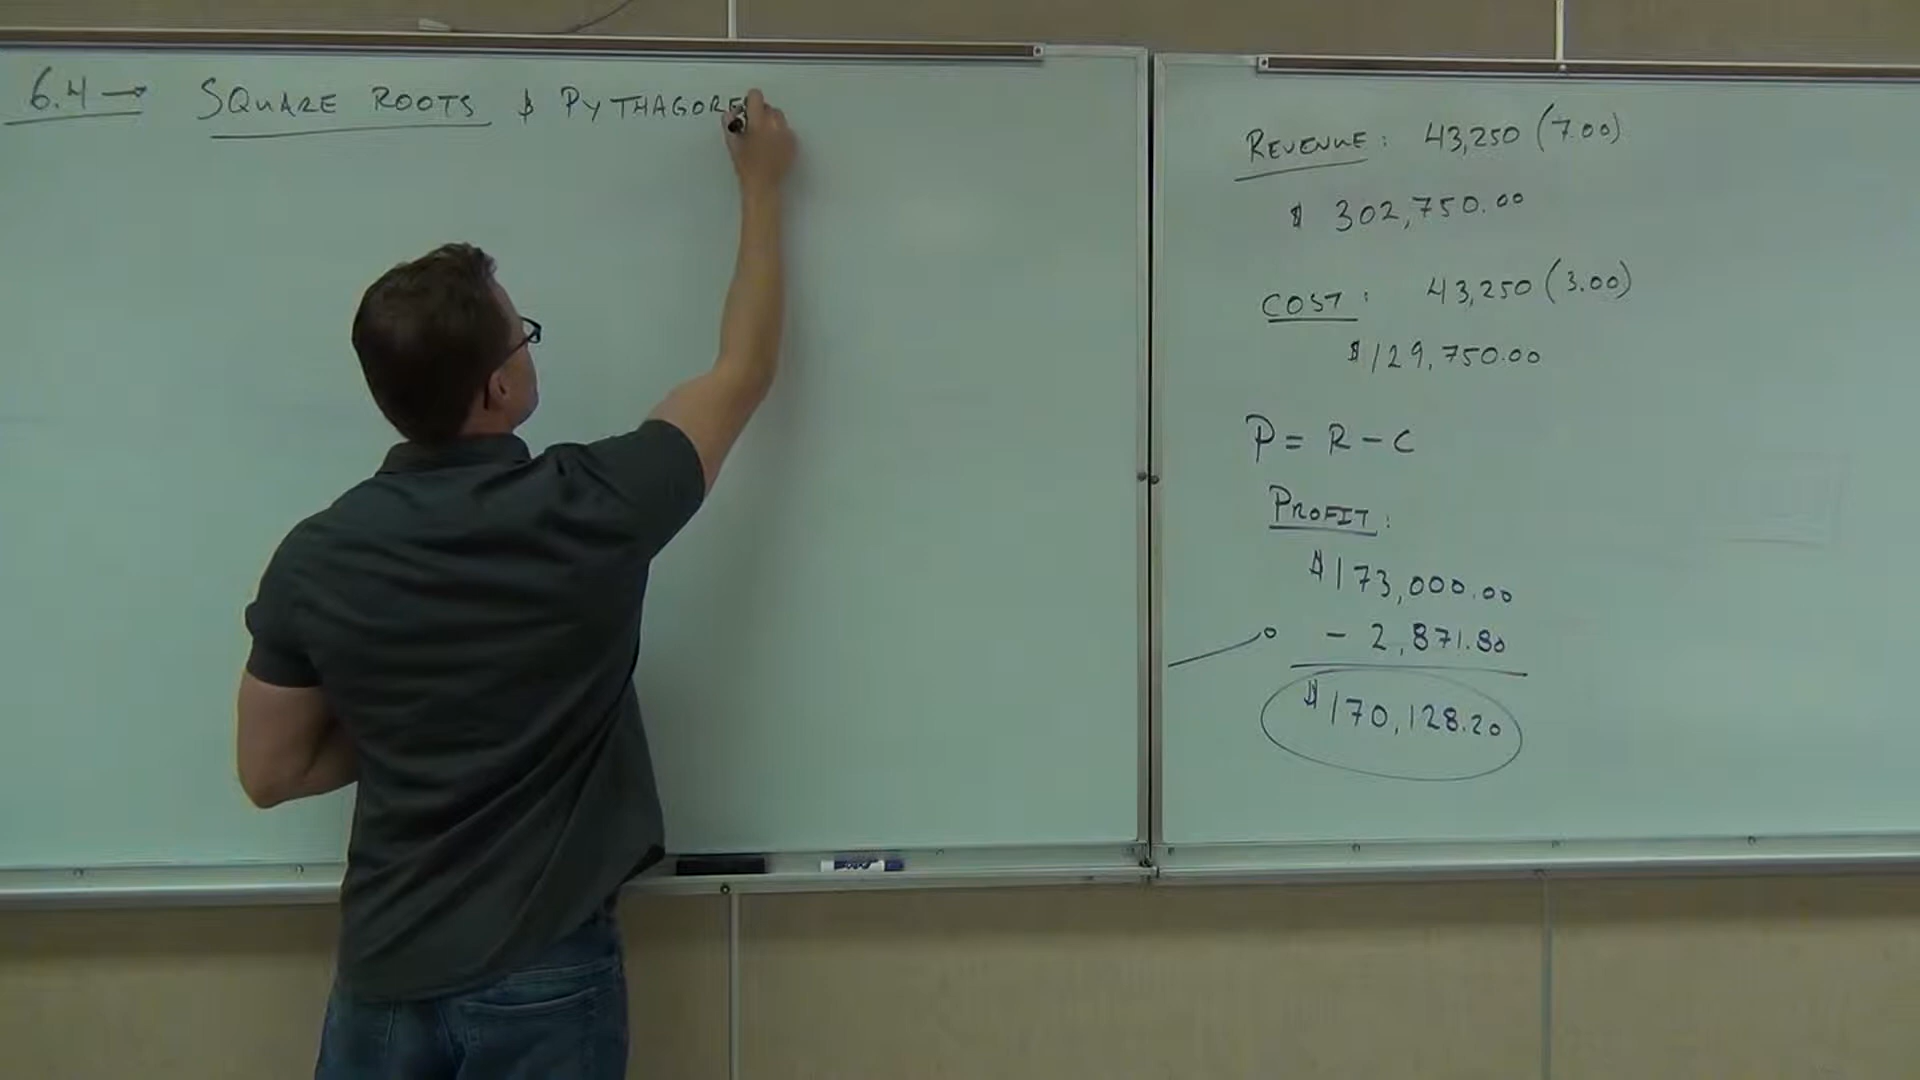 6.4 → SQUARE ROOTS & PYTHAGORE
REVENUE: 43,250 (7.00)
$ 302,750.00
COST: 43,250 (3.00)
$129,750.00
P = R - C
PROFIT:
$173,000.00
- 2,871.80
$170,128.20